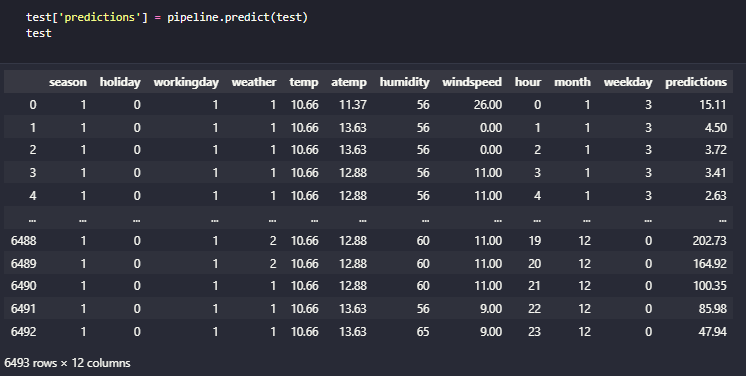 test['predictions'] = pipeline.predict(test)
test
season holiday workingday weather temp atemp humidity windspeed hour month weekday predictions
0 1 0 1 1 10.66 11.37 56 26.00 0 1 3 15.11
1 1 0 1 1 10.66 13.63 56 0.00 1 1 3 4.50
2 1 0 1 1 10.66 13.63 56 0.00 2 1 3 3.72
3 1 0 1 1 10.66 12.88 56 11.00 3 1 3 3.41
4 1 0 1 1 10.66 12.88 56 11.00 4 1 3 2.63
... ... ... ... ... ... ... ... ... ... ... ... ...
6488 1 0 1 2 10.66 12.88 60 11.00 19 12 0 202.73
6489 1 0 1 2 10.66 12.88 60 11.00 20 12 0 164.92
6490 1 0 1 1 10.66 12.88 60 11.00 21 12 0 100.35
6491 1 0 1 1 10.66 13.63 56 9.00 22 12 0 85.98
6492 1 0 1 1 10.66 13.63 65 9.00 23 12 0 47.94
6493 rows × 12 columns